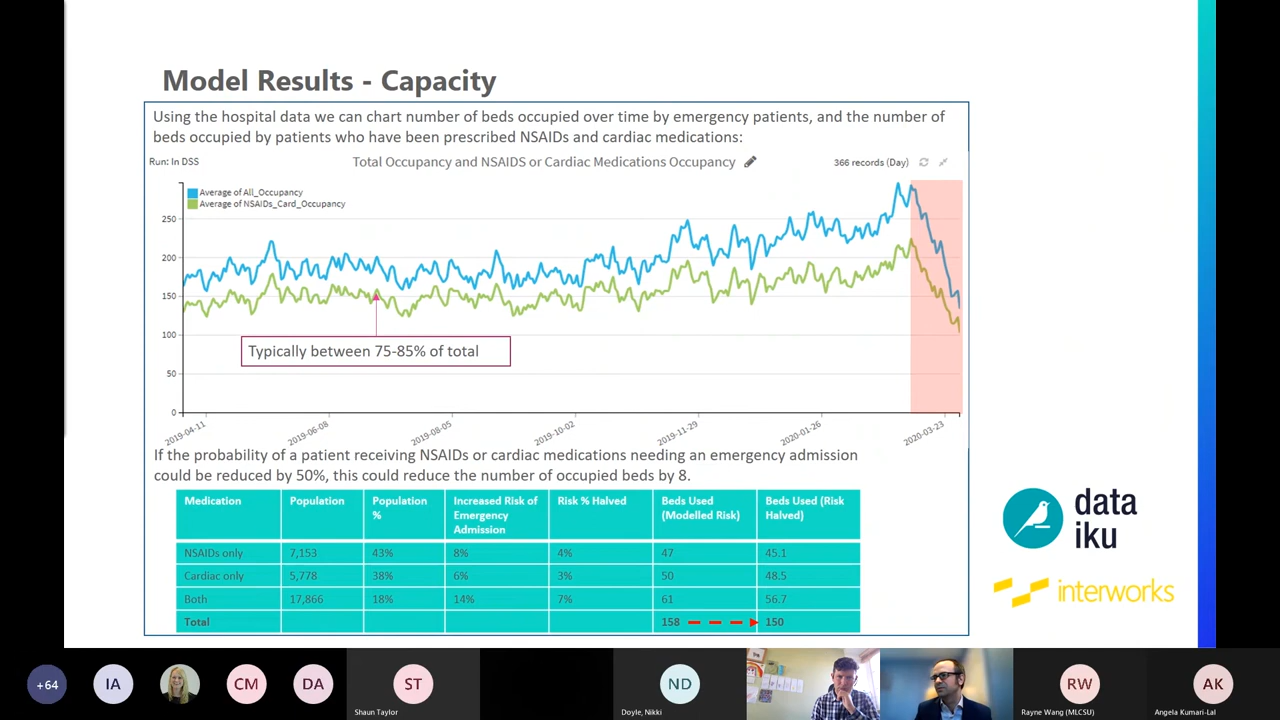 Model Results - Capacity
Using the hospital data we can chart number of beds occupied over time by emergency patients, and the number of
beds occupied by patients who have been prescribed NSAIDs and cardiac medications:
Run: In DSS
Total Occupancy and NSAIDS or Cardiac Medications Occupancy
366 records (Day)
Average of All_Occupancy
Average of NSAIDs_Card_Occupancy
250
200
150
100
50
0
Typically between 75-85% of total
2019-04-11 2019-06-08 2019-08-05 2019-10-02 2019-11-29 2020-01-26 2020-03-23
If the probability of a patient receiving NSAIDs or cardiac medications needing an emergency admission
could be reduced by 50%, this could reduce the number of occupied beds by 8.
Medication Population Population % Increased Risk of Emergency Admission Risk % Halved Beds Used (Modelled Risk) Beds Used (Risk Halved)
NSAIDs only 7,153 43% 8% 4% 47 45.1
Cardiac only 5,778 38% 6% 3% 50 48.5
Both 17,866 18% 14% 7% 61 56.7
Total 158 150
data
iku
interworks
+64 IA CM DA ST ND RW AK
Shaun Taylor Doyle, Nikki Rayne Wang (MLCSU) Angela Kumari-Lal